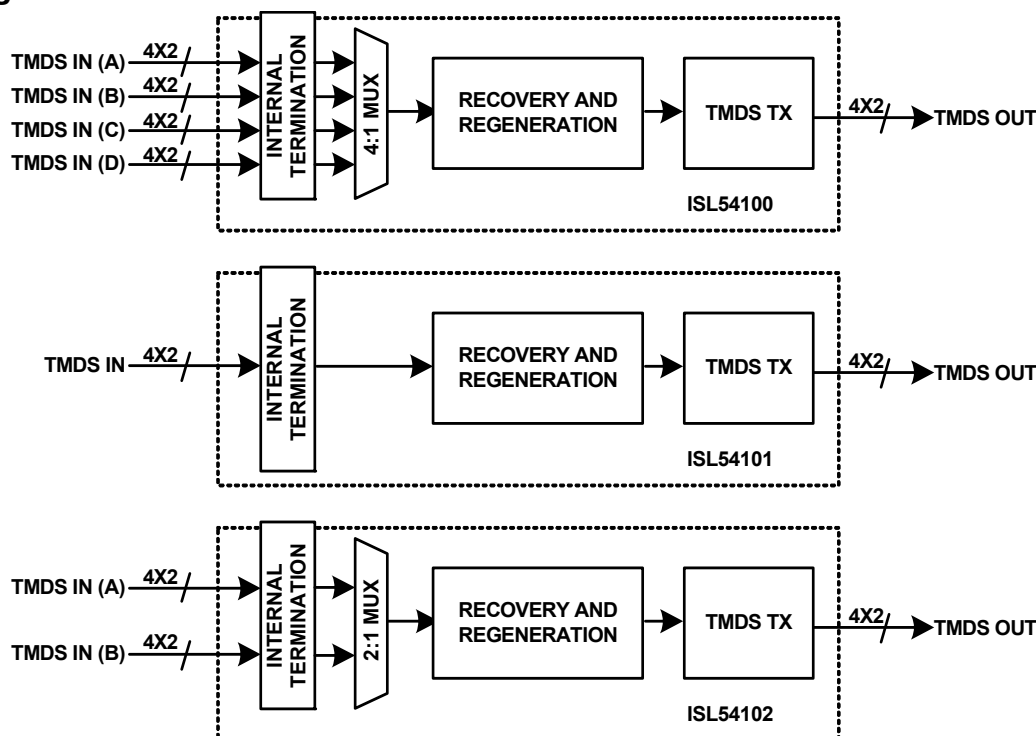 TMDS IN (A) 4X2
TMDS IN (B) 4X2
TMDS IN (C) 4X2
TMDS IN (D) 4X2
INTERNAL
TERMINATION
4:1 MUX
RECOVERY AND
REGENERATION
TMDS TX
4X2 TMDS OUT
ISL54100
TMDS IN 4X2
INTERNAL
TERMINATION
RECOVERY AND
REGENERATION
TMDS TX
4X2 TMDS OUT
ISL54101
TMDS IN (A) 4X2
TMDS IN (B) 4X2
INTERNAL
TERMINATION
2:1 MUX
RECOVERY AND
REGENERATION
TMDS TX
4X2 TMDS OUT
ISL54102